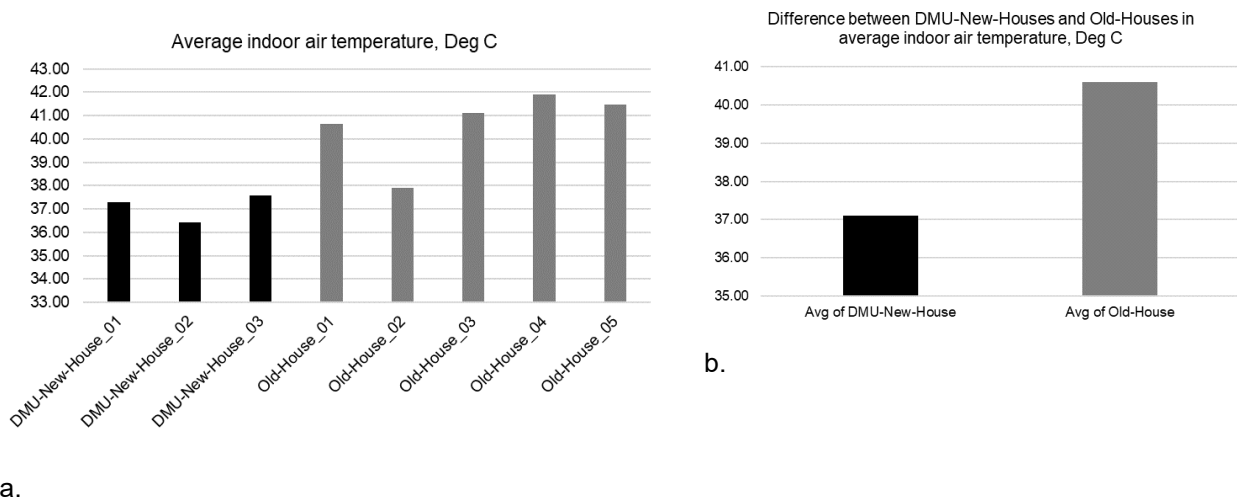 Average indoor air temperature, Deg C
43.00
42.00
41.00
40.00
39.00
38.00
37.00
36.00
35.00
34.00
33.00
DMU-New-House_01
DMU-New-House_02
DMU-New-House_03
Old-House_01
Old-House_02
Old-House_03
Old-House_04
Old-House_05
a.
Difference between DMU-New-Houses and Old-Houses in
average indoor air temperature, Deg C
41.00
40.00
39.00
38.00
37.00
36.00
35.00
Avg of DMU-New-House
Avg of Old-House
b.